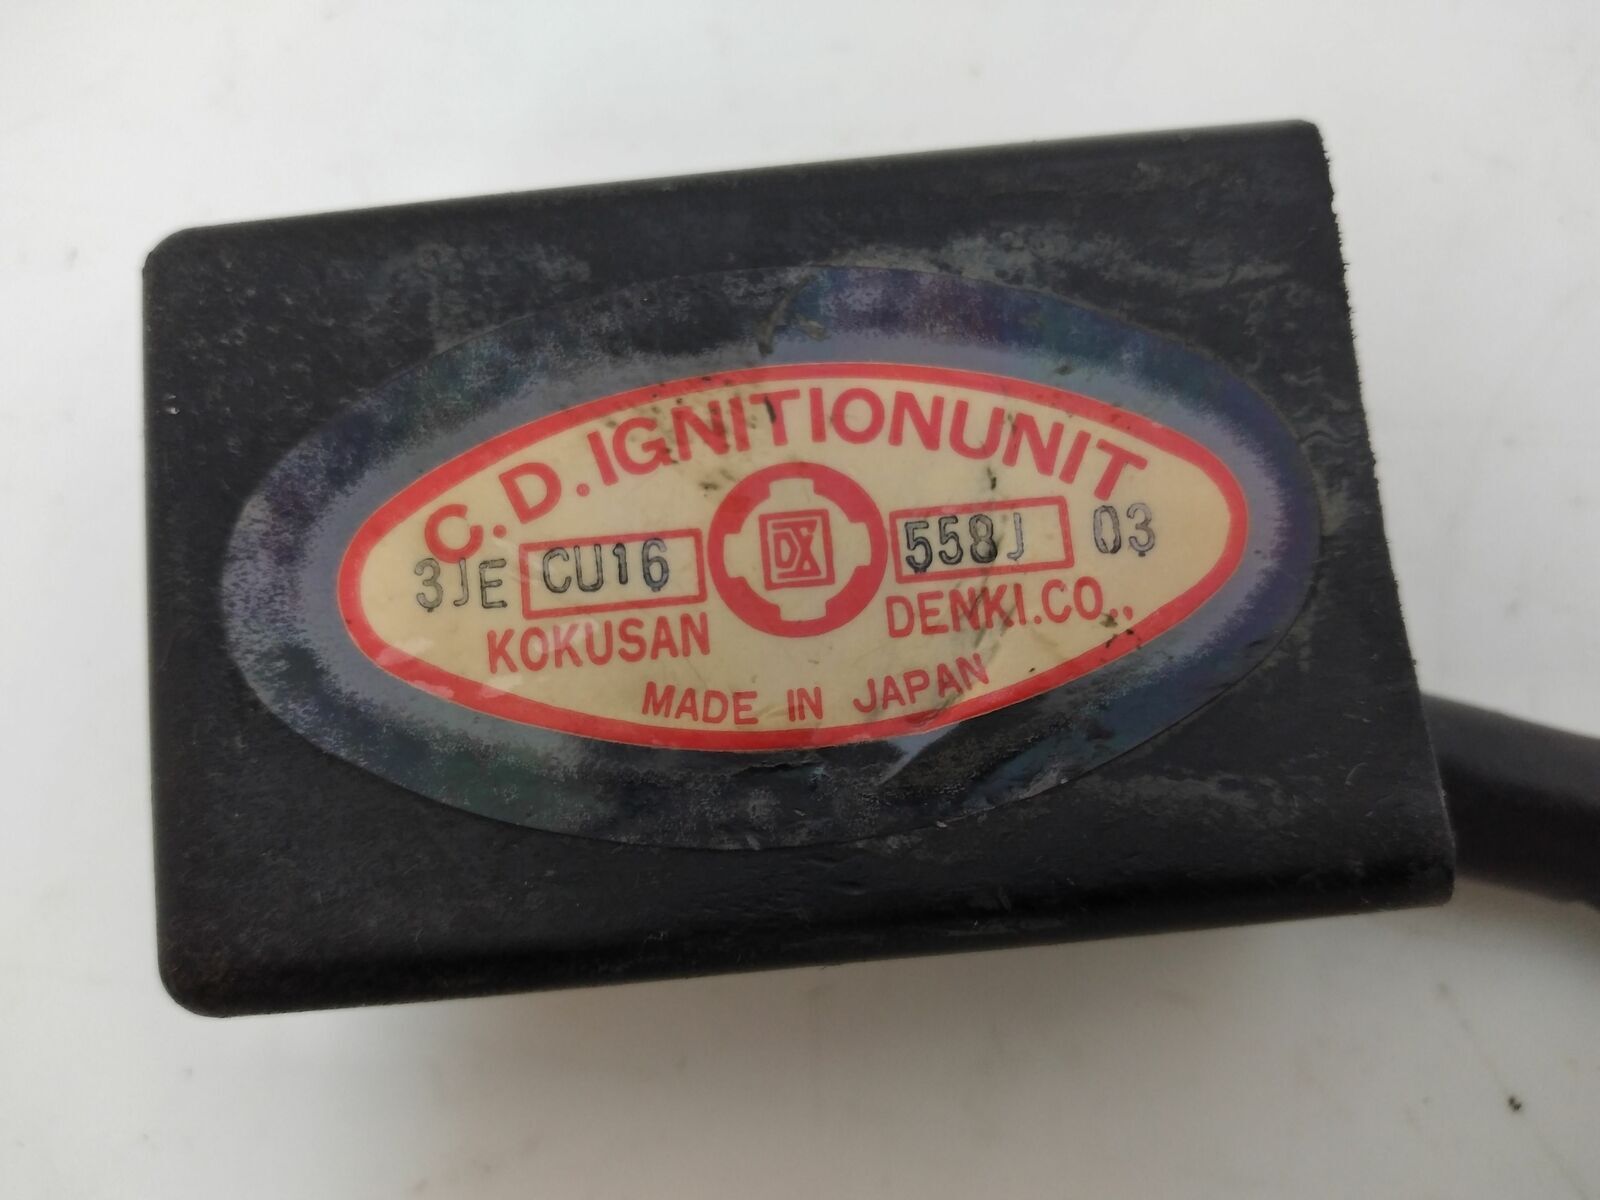 C.D.IGNITIONUNIT
3JE CU16 DX 558J 03
KOKUSAN DENKI.CO.,
MADE IN JAPAN